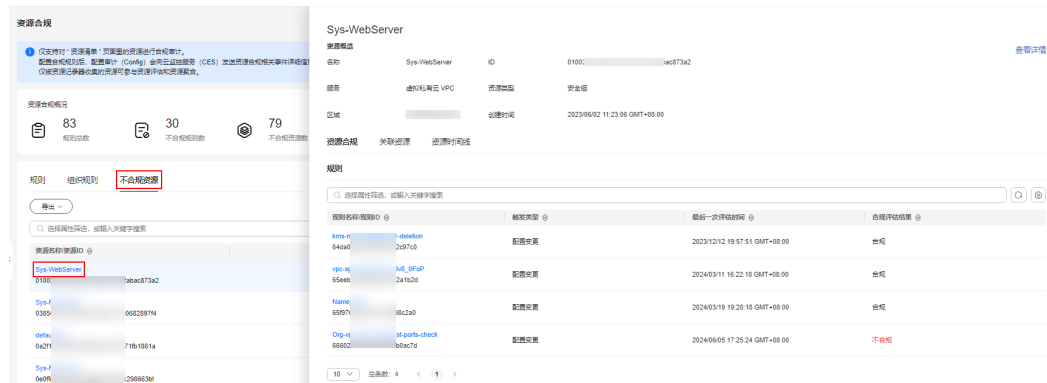 资源合规
仅支持对“资源清单”页面里的资源进行合规审计。
配置合规规则后，配置审计（Config）会向云监控服务（CES）发送资源合规相关事件详细信
仅被资源记录器收集的资源可参与资源评估和资源聚合。
资源合规概况
83
规则总数
30
不合规规则数
79
不合规资源数
规则
组织规则
不合规资源
导出
选择属性筛选，或输入关键字搜索
资源名称/资源ID
Sys-WebServer
0100 2abac873a2
Sys-
0385 0682897f4
defau
0a2f1 71fb1861a
Sys-
0e0f c298663bf
Sys-WebServer
资源概览
查看详情
名称 Sys-WebServer ID 0100 ac873a2
服务 虚拟私有云 VPC 资源类型 安全组
区域 创建时间 2023/06/02 11:23:06 GMT+08:00
资源合规 关联资源 资源时间线
规则
选择属性筛选，或输入关键字搜索
规则名称/规则ID 触发类型 最后一次评估时间 合规评估结果
kms- -deletion
64da 2c97c0
配置变更 2023/12/12 19:57:51 GMT+08:00 合规
vpc-s lv8_0FoP
65eeb 2a1b2d
配置变更 2024/03/11 16:22:18 GMT+08:00 合规
Name
65f97 98c2a0
配置变更 2024/03/19 19:28:18 GMT+08:00 合规
Org-v st-ports-check
66602 b0ac7d
配置变更 2024/06/05 17:25:24 GMT+08:00 不合规
10 总条数: 4 < 1 >